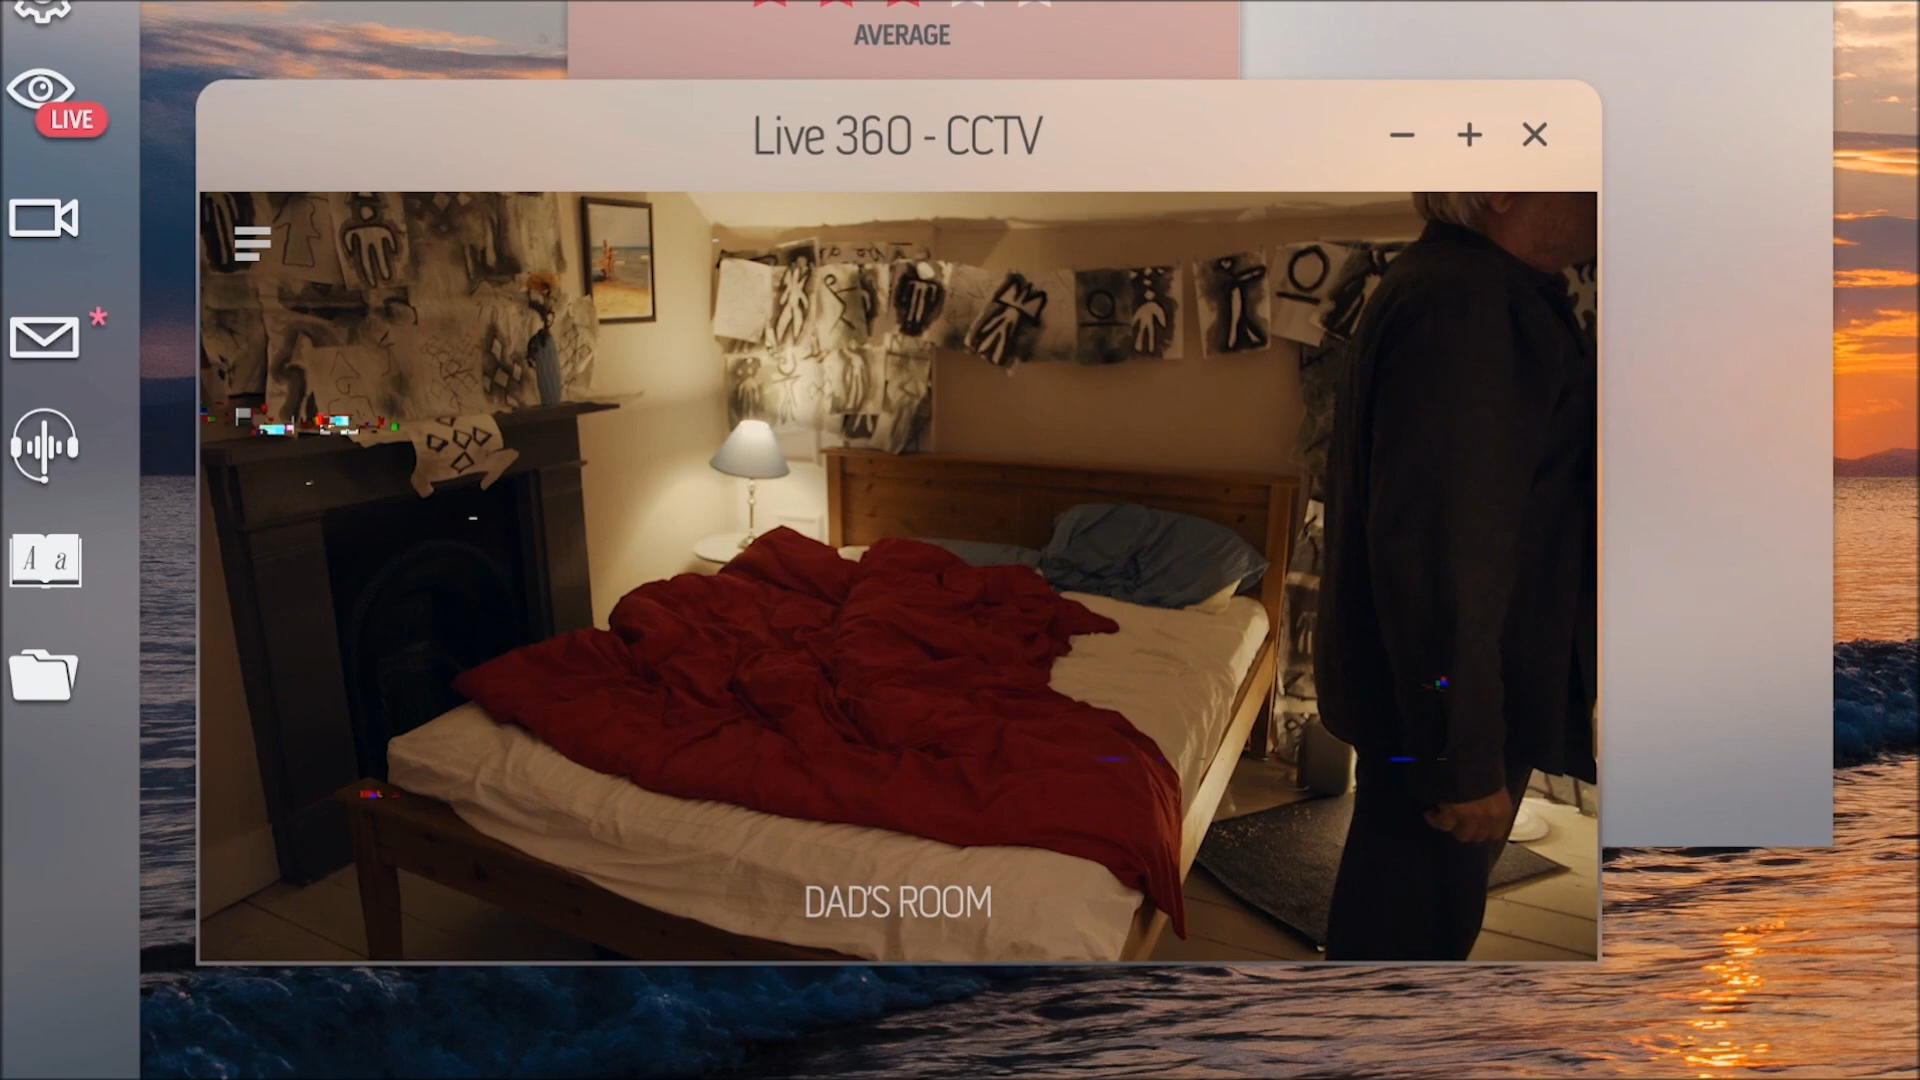 AVERAGE
LIVE
Live 360 - CCTV
A a
DAD'S ROOM